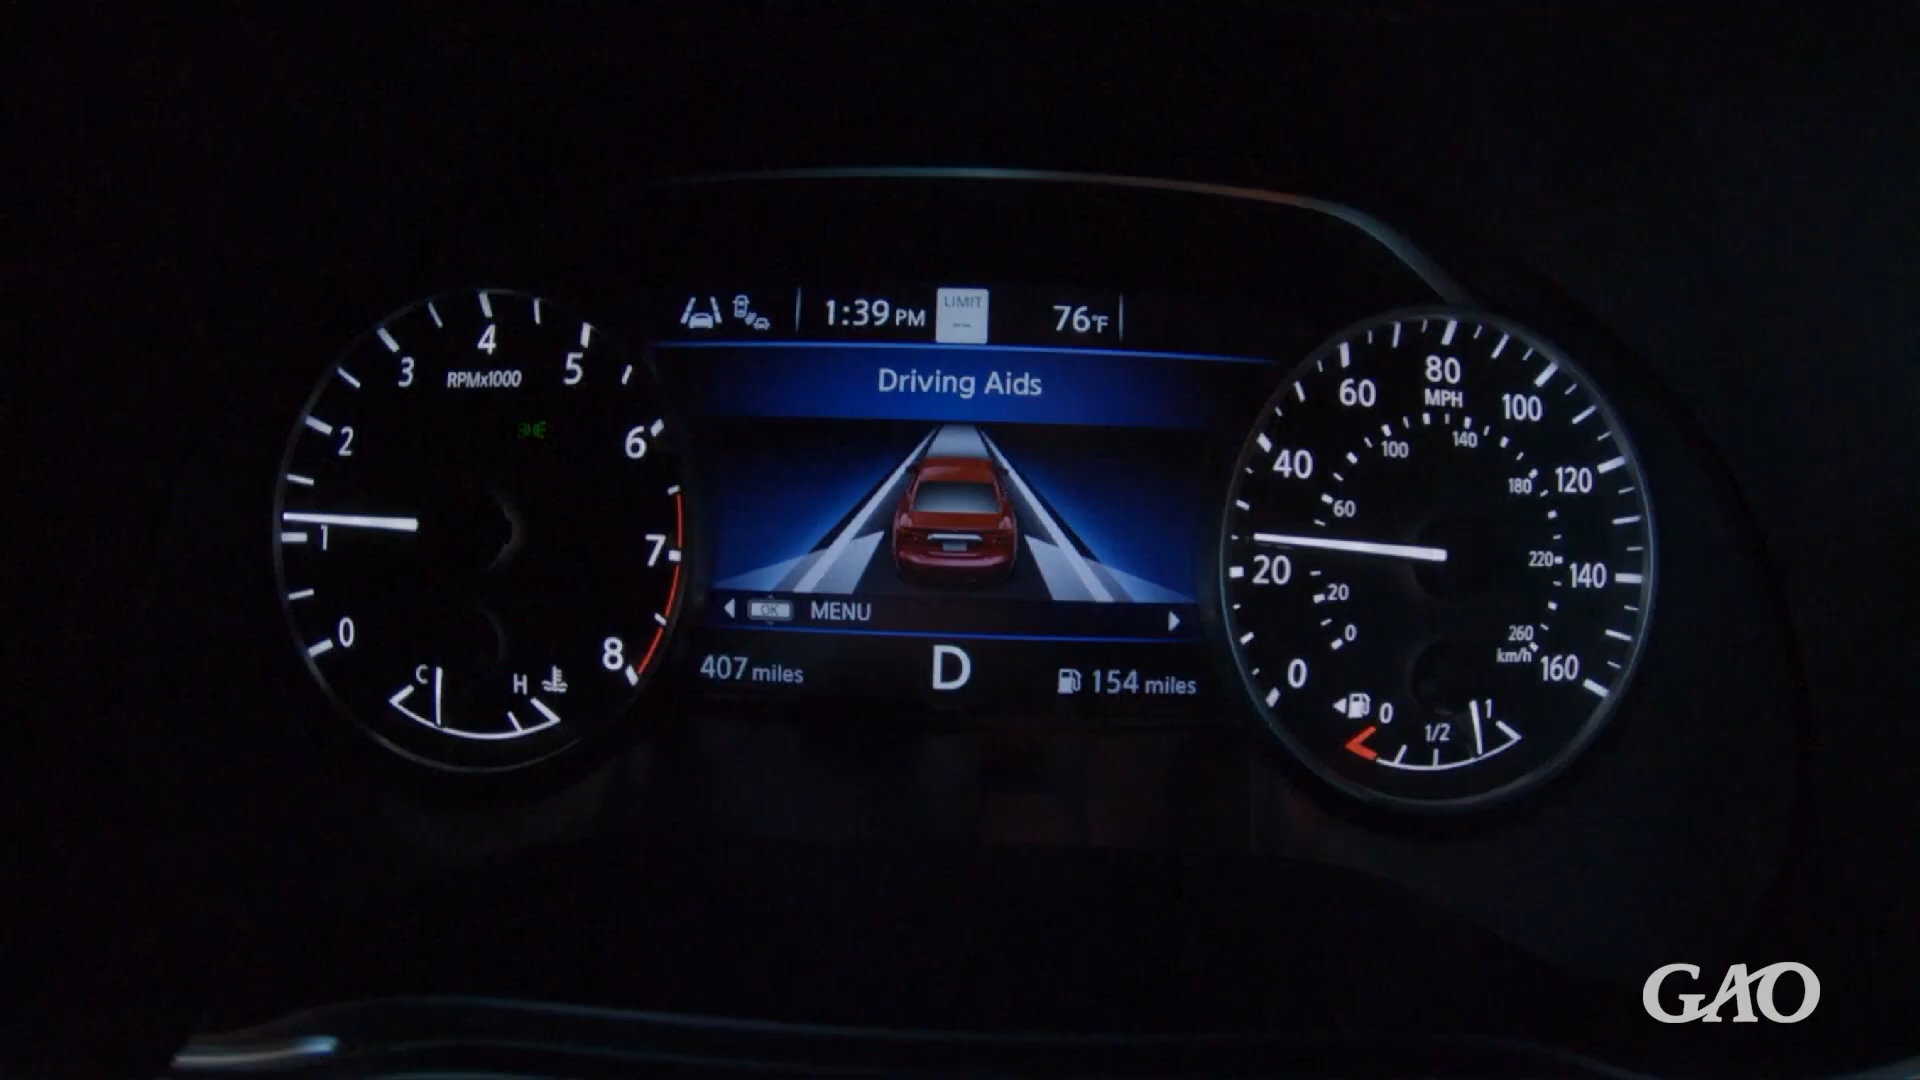 1:39 PM
LIMIT
76°F
Driving Aids
OK MENU
407 miles
D
154 miles
0
1
2
3
4
5
6
7
8
RPMx1000
C
H
0
20
40
60
80
100
120
140
160
MPH
0
20
60
100
140
180
220
260
km/h
0
1/2
1
GAO